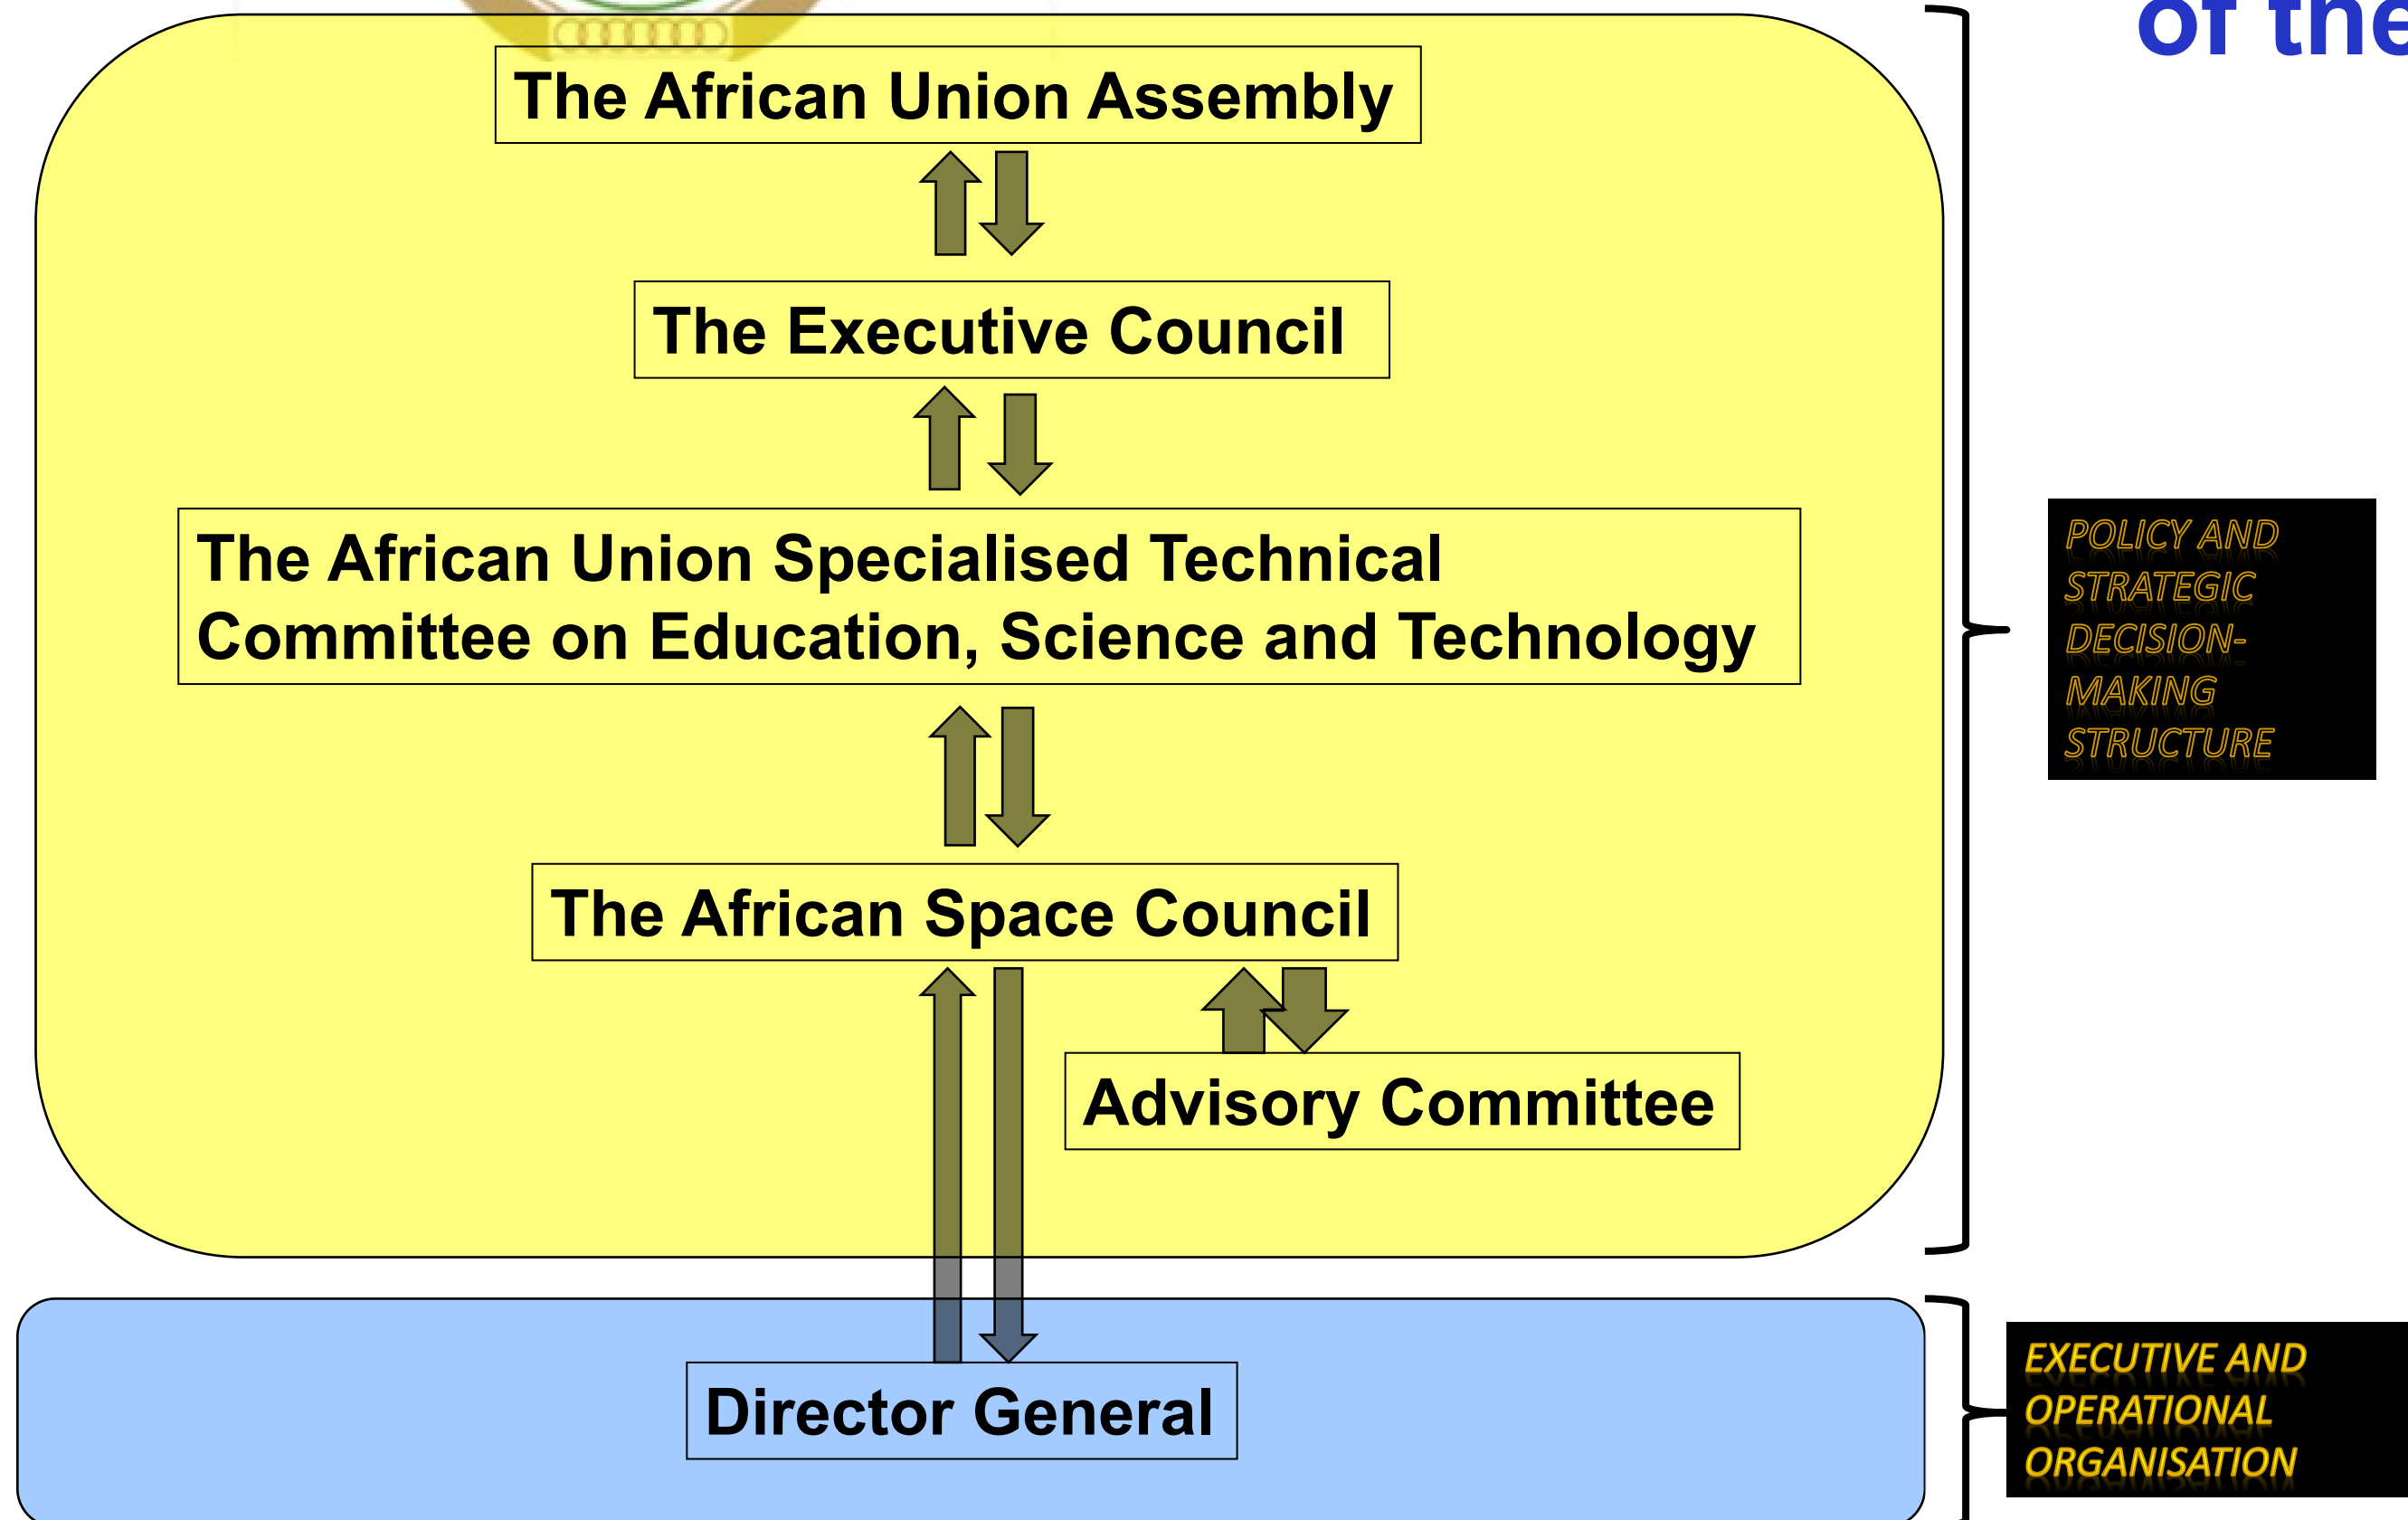 of the
The African Union Assembly
The Executive Council
The African Union Specialised Technical
Committee on Education, Science and Technology
POLICY AND
STRATEGIC
DECISION-
MAKING
STRUCTURE
The African Space Council
Advisory Committee
Director General
EXECUTIVE AND
OPERATIONAL
ORGANISATION